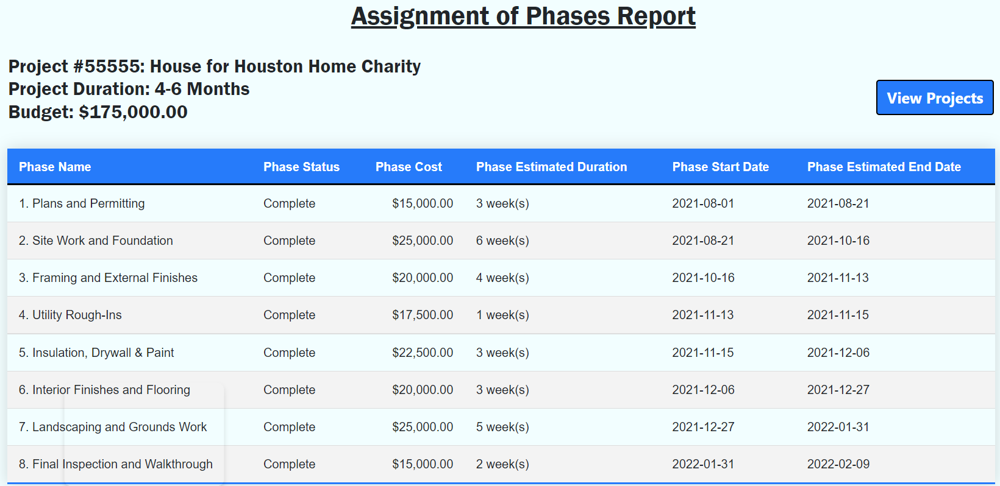 Assignment of Phases Report
Project #55555: House for Houston Home Charity
Project Duration: 4-6 Months
Budget: $175,000.00
View Projects
Phase Name Phase Status Phase Cost Phase Estimated Duration Phase Start Date Phase Estimated End Date
1. Plans and Permitting Complete $15,000.00 3 week(s) 2021-08-01 2021-08-21
2. Site Work and Foundation Complete $25,000.00 6 week(s) 2021-08-21 2021-10-16
3. Framing and External Finishes Complete $20,000.00 4 week(s) 2021-10-16 2021-11-13
4. Utility Rough-Ins Complete $17,500.00 1 week(s) 2021-11-13 2021-11-15
5. Insulation, Drywall & Paint Complete $22,500.00 3 week(s) 2021-11-15 2021-12-06
6. Interior Finishes and Flooring Complete $20,000.00 3 week(s) 2021-12-06 2021-12-27
7. Landscaping and Grounds Work Complete $25,000.00 5 week(s) 2021-12-27 2022-01-31
8. Final Inspection and Walkthrough Complete $15,000.00 2 week(s) 2022-01-31 2022-02-09